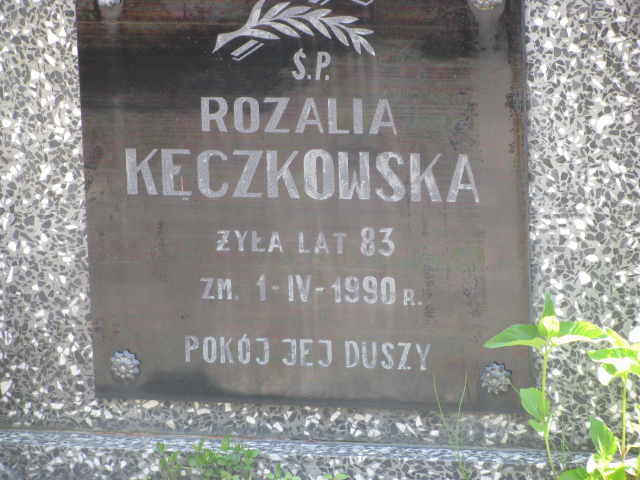 Ś.P.
ROZALIA
KĘCZKOWSKA
ŻYŁA LAT 83
ZM. 1-IV-1990 R.
POKÓJ JEJ DUSZY